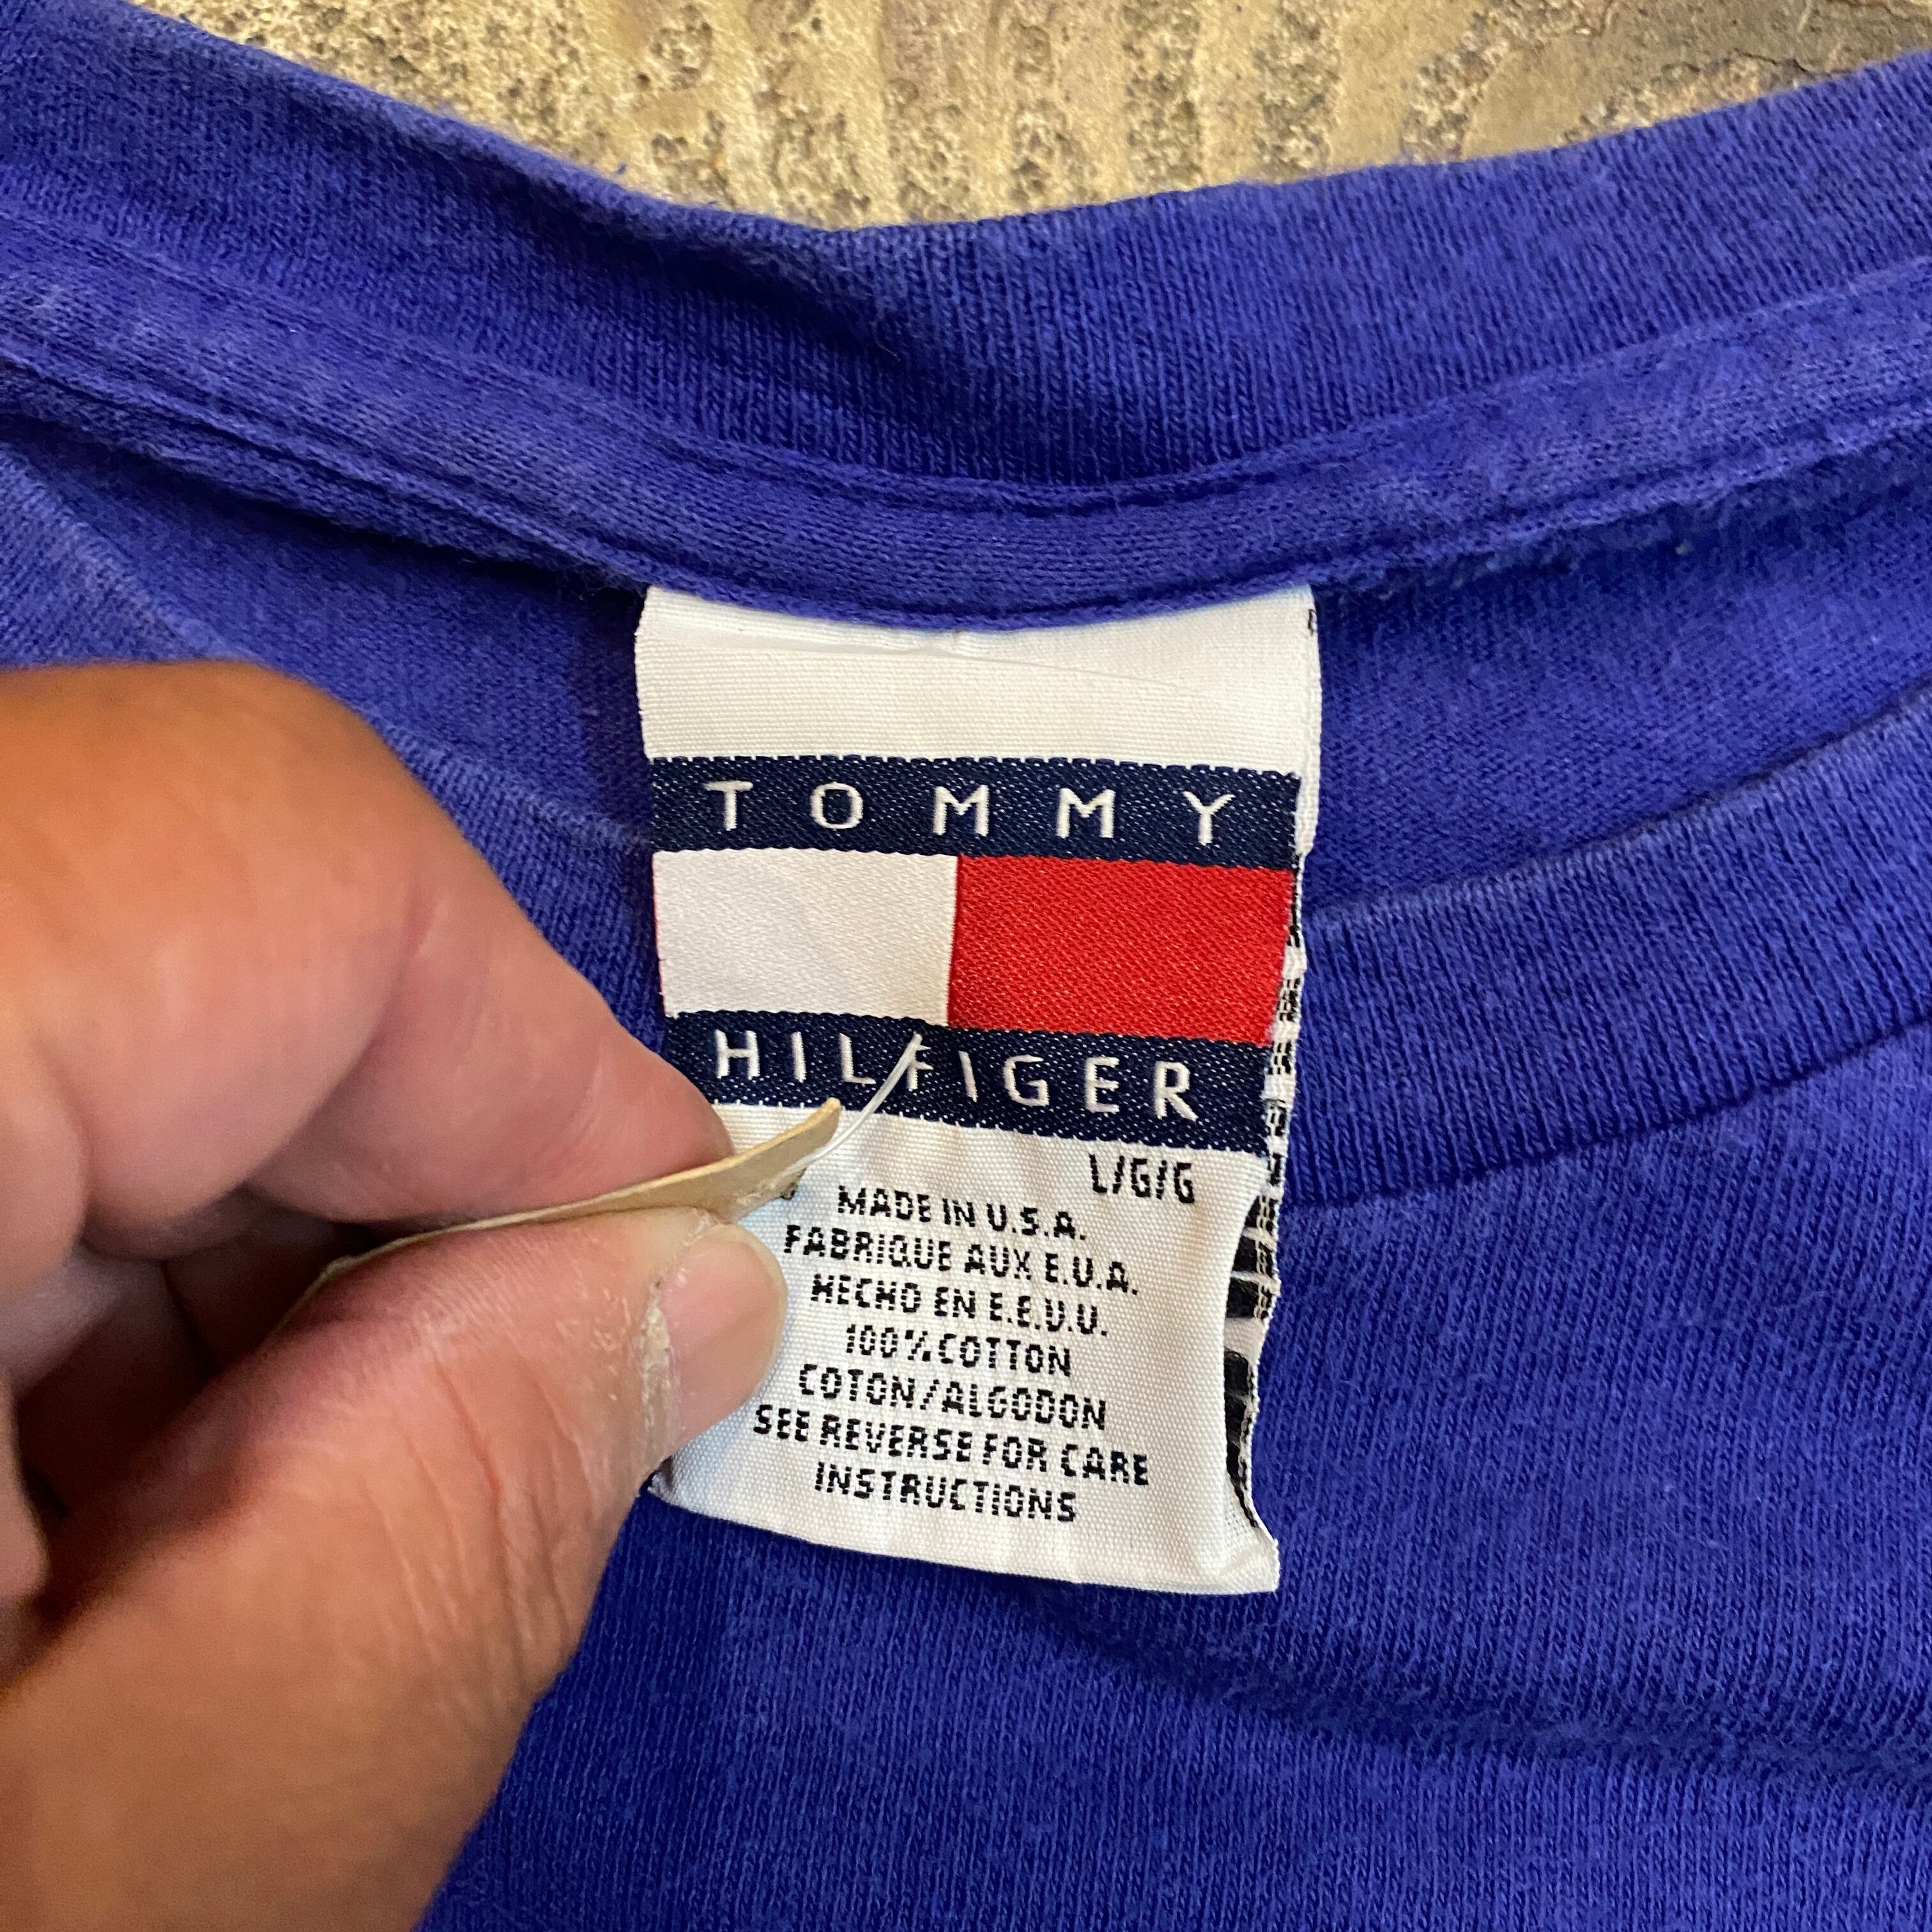 TOMMY
HILFIGER
L/G/G
MADE IN U.S.A.
FABRIQUE AUX E.U.A.
HECHO EN E.E.U.U.
100% COTTON
COTON/ALGODON
SEE REVERSE FOR CARE
INSTRUCTIONS